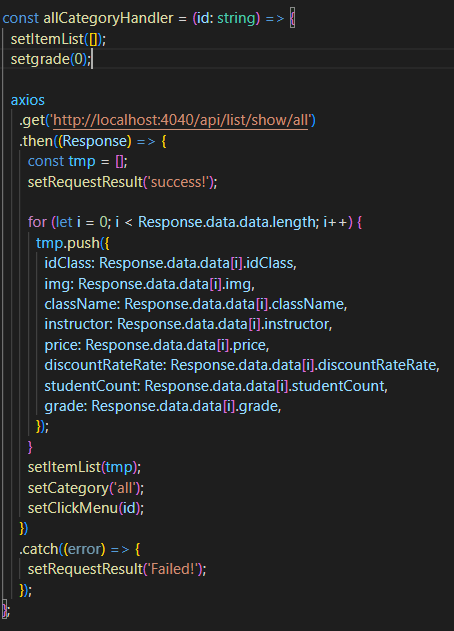 const allCategoryHandler = (id: string) => {
setItemList([]);
setgrade(0);
axios
.get('http://localhost:4040/api/list/show/all')
.then((Response) => {
const tmp = [];
setRequestResult('success!');
for (let i = 0; i < Response.data.data.length; i++) {
tmp.push({
idClass: Response.data.data[i].idClass,
img: Response.data.data[i].img,
className: Response.data.data[i].className,
instructor: Response.data.data[i].instructor,
price: Response.data.data[i].price,
discountRateRate: Response.data.data[i].discountRateRate,
studentCount: Response.data.data[i].studentCount,
grade: Response.data.data[i].grade,
});
}
setItemList(tmp);
setCategory('all');
setClickMenu(id);
})
.catch((error) => {
setRequestResult('Failed!');
});
};